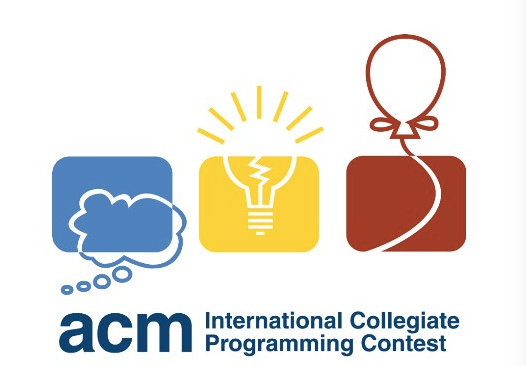 acm International Collegiate
Programming Contest